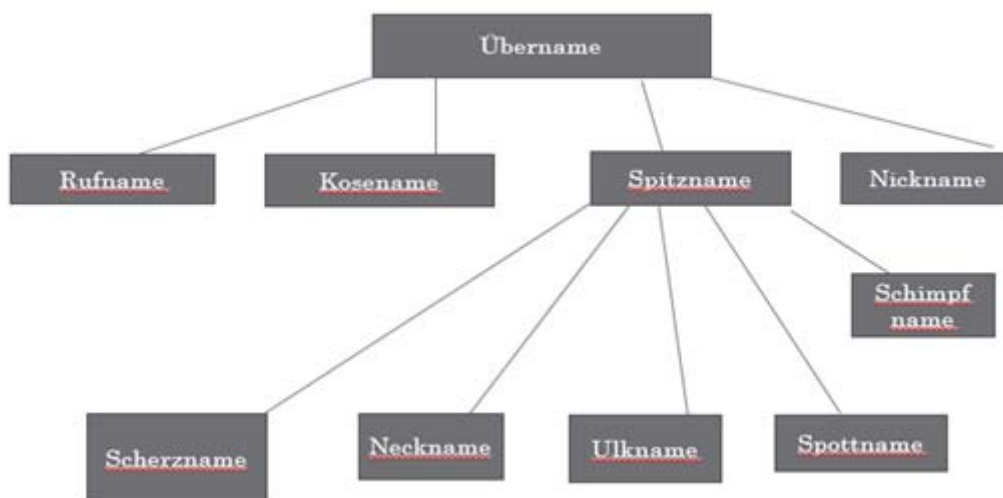 Übername
Rufname
Kosename
Spitzname
Nickname
Schimpf
name
Scherzname
Neckname
Ulkname
Spottname